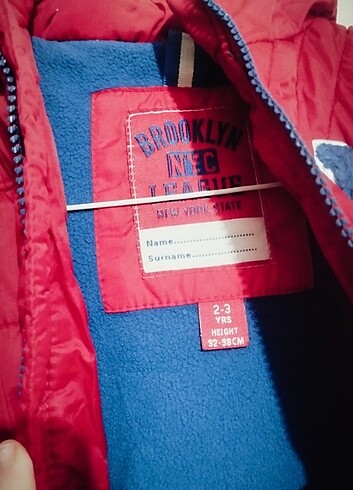 BROOKLYN
NEC
LEAGUE
NEW YORK STATE
Name........................
Surname.....................
2-3
YRS
HEIGHT
92-98CM